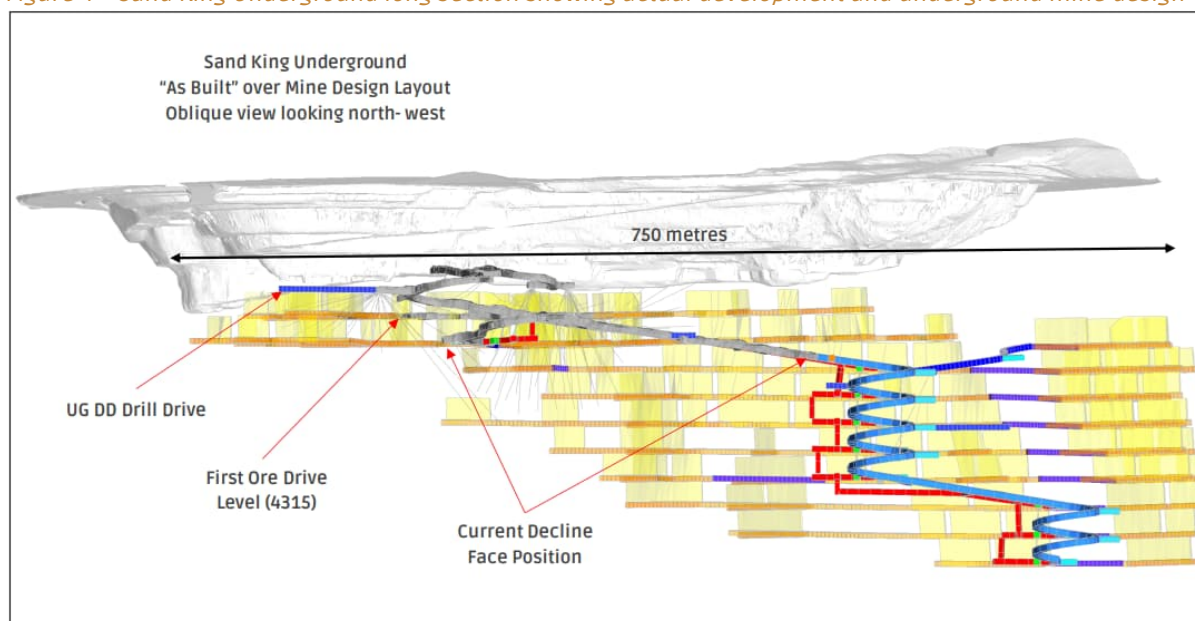 Sand King Underground
“As Built” over Mine Design Layout
Oblique view looking north- west
750 metres
UG DD Drill Drive
First Ore Drive
Level (4315)
Current Decline
Face Position